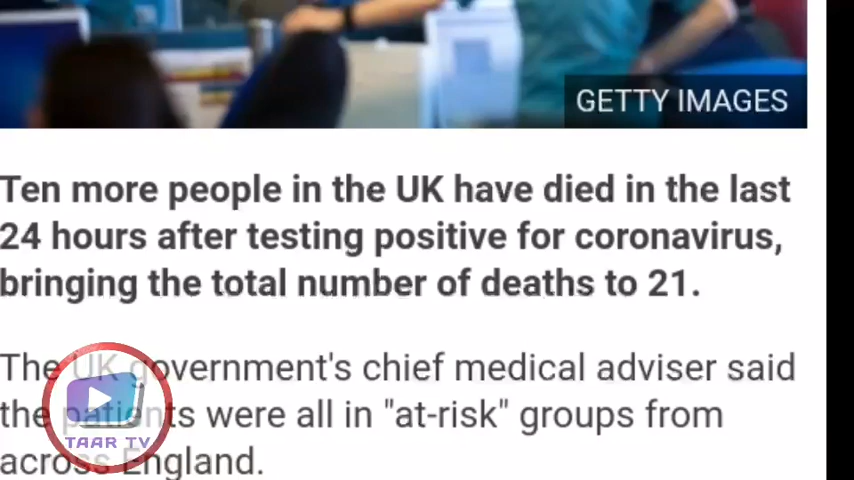 GETTY IMAGES
Ten more people in the UK have died in the last
24 hours after testing positive for coronavirus,
bringing the total number of deaths to 21.
The UK government's chief medical adviser said
the patients were all in "at-risk" groups from
TAAR TV
across England.